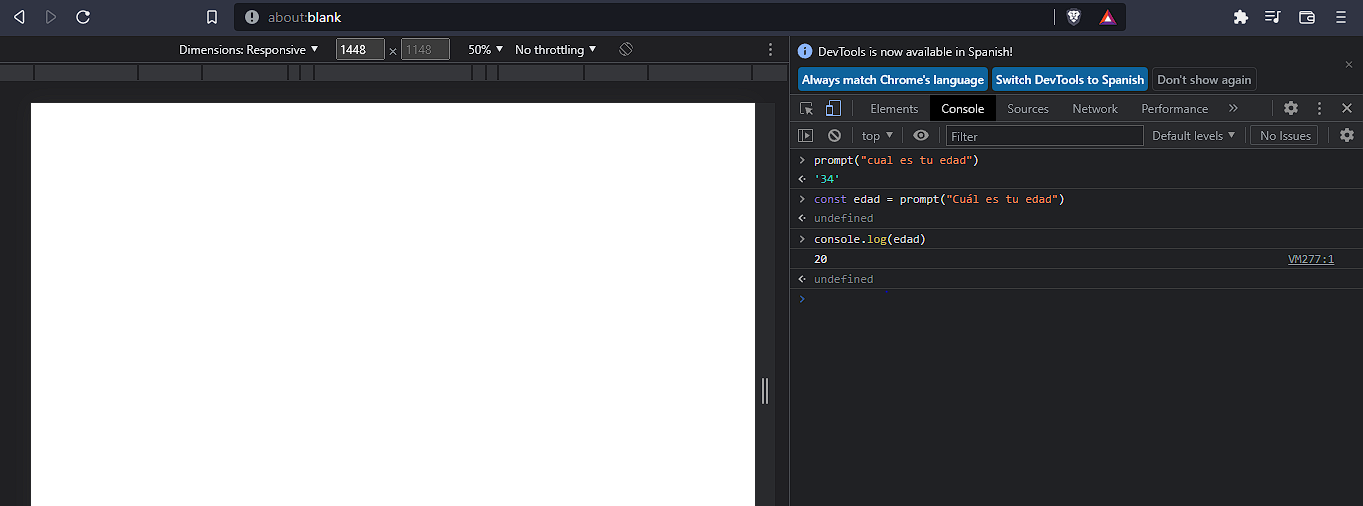 about:blank
Dimensions: Responsive 1448 × 1148 50% No throttling
DevTools is now available in Spanish!
Always match Chrome's language Switch DevTools to Spanish Don't show again
Elements Console Sources Network Performance
top Filter Default levels No Issues
prompt("cual es tu edad")
'34'
const edad = prompt("Cuál es tu edad")
undefined
console.log(edad)
20 VM277:1
undefined